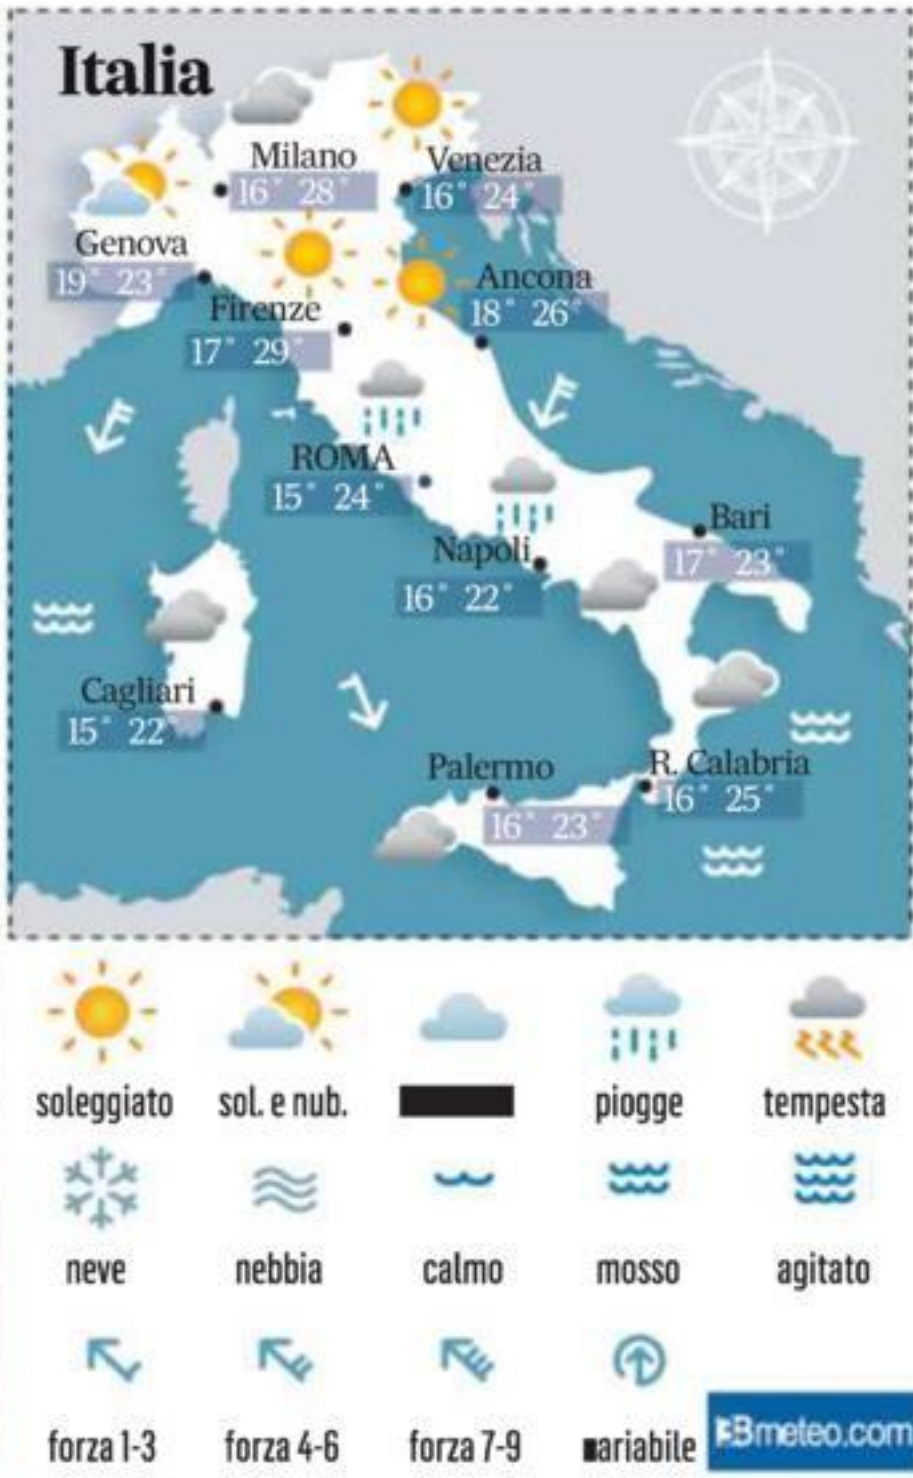 Italia
Milano
16° 28°
Venezia
16° 24°
Genova
19° 23°
Ancona
18° 26°
Firenze
17° 29°
ROMA
15° 24°
Bari
17° 23°
Napoli
16° 22°
Cagliari
15° 22°
Palermo
16° 23°
R. Calabria
16° 25°
soleggiato sol. e nub. piogge tempesta
neve nebbia calmo mosso agitato
forza 1-3 forza 4-6 forza 7-9 ariabile
3Bmeteo.com